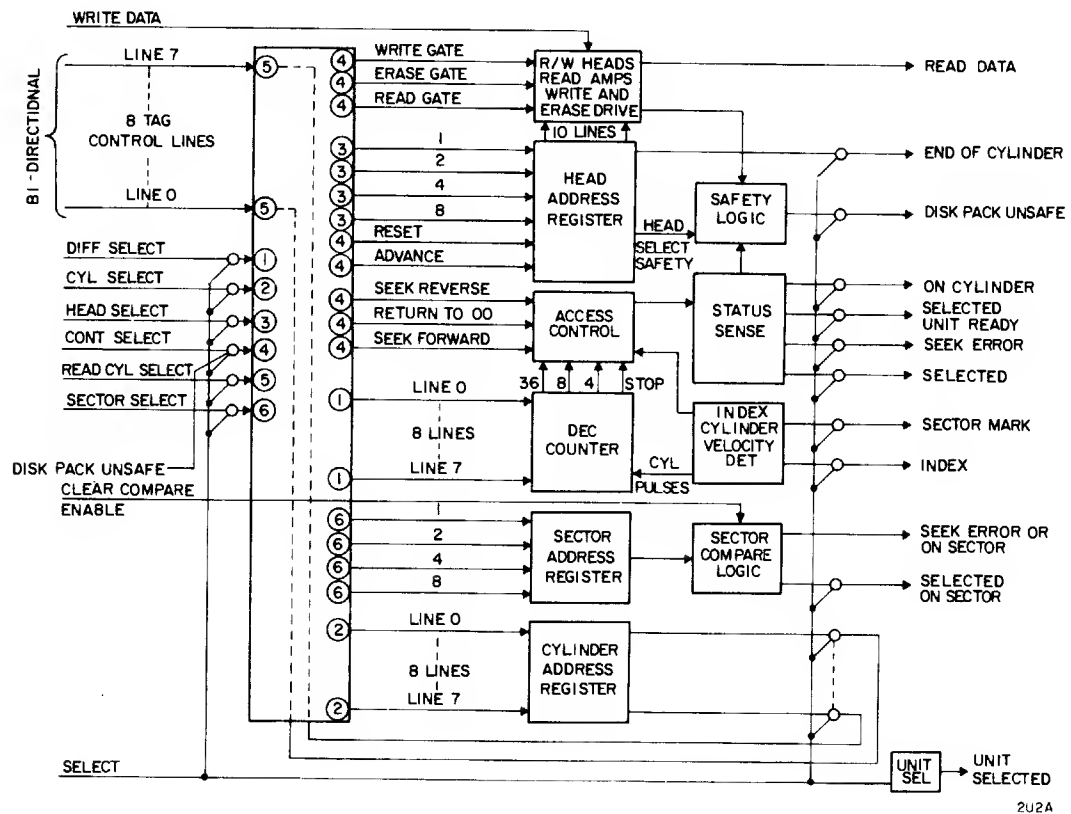 WRITE DATA
BI-DIRECTIONAL
LINE 7
8 TAG
CONTROL LINES
LINE 0
5
5
DIFF SELECT
1
CYL SELECT
2
HEAD SELECT
3
CONT SELECT
4
READ CYL SELECT
5
SECTOR SELECT
6
DISK PACK UNSAFE
CLEAR COMPARE
ENABLE
SELECT
4
WRITE GATE
4
ERASE GATE
4
READ GATE
3
1
3
2
3
4
3
8
4
RESET
4
ADVANCE
4
SEEK REVERSE
4
RETURN TO 00
4
SEEK FORWARD
1
LINE 0
8 LINES
1
LINE 7
6
1
6
2
6
4
6
8
2
LINE 0
8 LINES
2
LINE 7
R/W HEADS
READ AMPS
WRITE AND
ERASE DRIVE
10 LINES
HEAD
ADDRESS
REGISTER
HEAD
SELECT
SAFETY
ACCESS
CONTROL
36 8 4 STOP
DEC
COUNTER
CYL
PULSES
SECTOR
ADDRESS
REGISTER
CYLINDER
ADDRESS
REGISTER
SAFETY
LOGIC
STATUS
SENSE
INDEX
CYLINDER
VELOCITY
DET
SECTOR
COMPARE
LOGIC
READ DATA
END OF CYLINDER
DISK PACK UNSAFE
ON CYLINDER
SELECTED
UNIT READY
SEEK ERROR
SELECTED
SECTOR MARK
INDEX
SEEK ERROR OR
ON SECTOR
SELECTED
ON SECTOR
UNIT
SEL
UNIT
SELECTED
2U2A